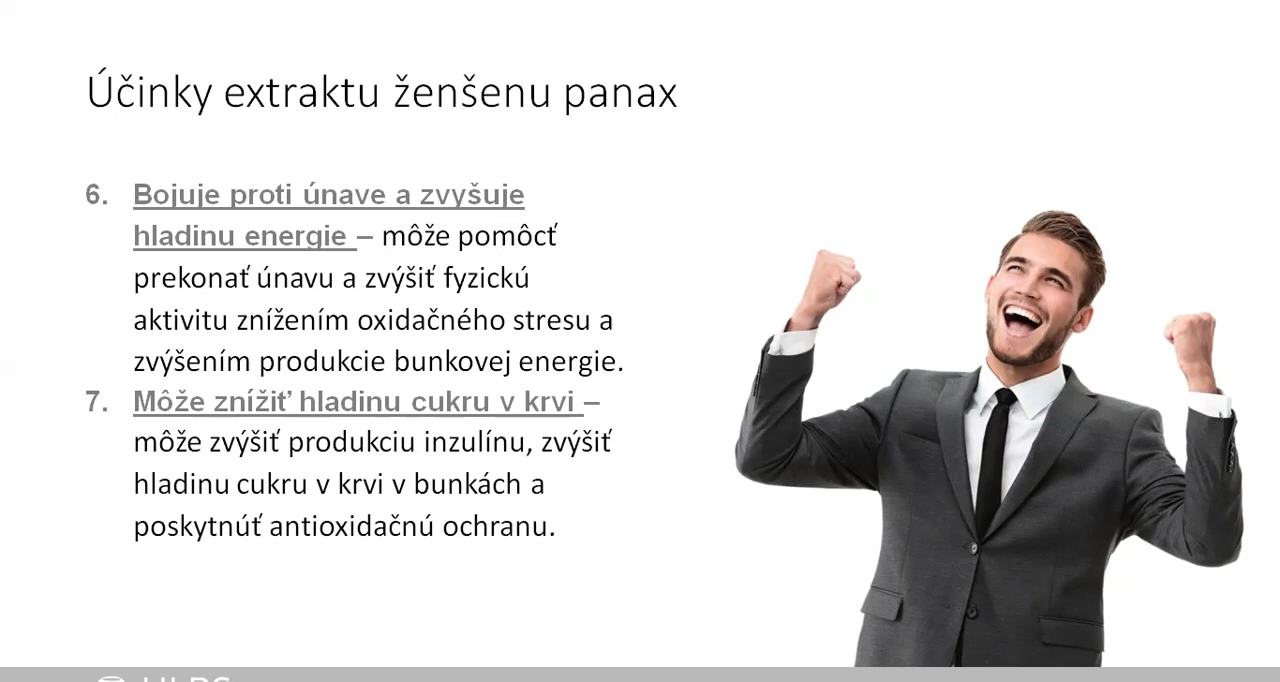 Účinky extraktu ženšenu panax
6. Bojuje proti únave a zvyšuje
hladinu energie – môže pomôcť
prekonať únavu a zvýšiť fyzickú
aktivitu znížením oxidačného stresu a
zvýšením produkcie bunkovej energie.
7. Môže znížiť hladinu cukru v krvi –
môže zvýšiť produkciu inzulínu, zvýšiť
hladinu cukru v krvi v bunkách a
poskytnúť antioxidačnú ochranu.